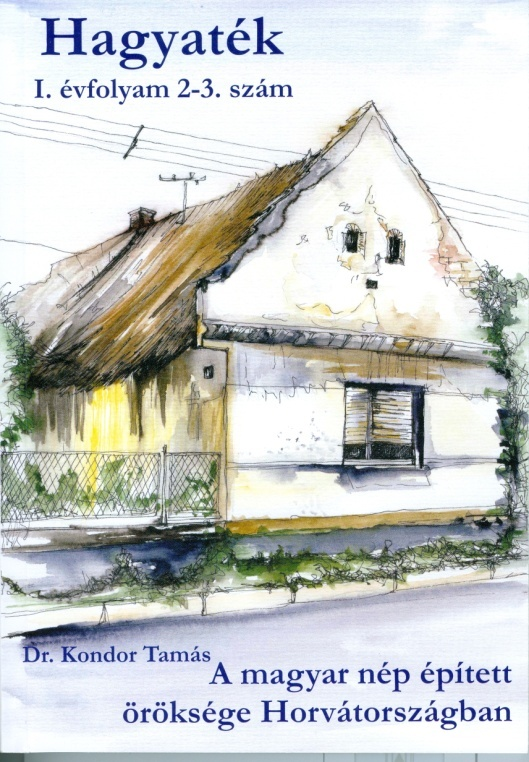 Hagyaték
I. évfolyam 2-3. szám
Dr. Kondor Tamás
A magyar nép épített
öröksége Horvátországban